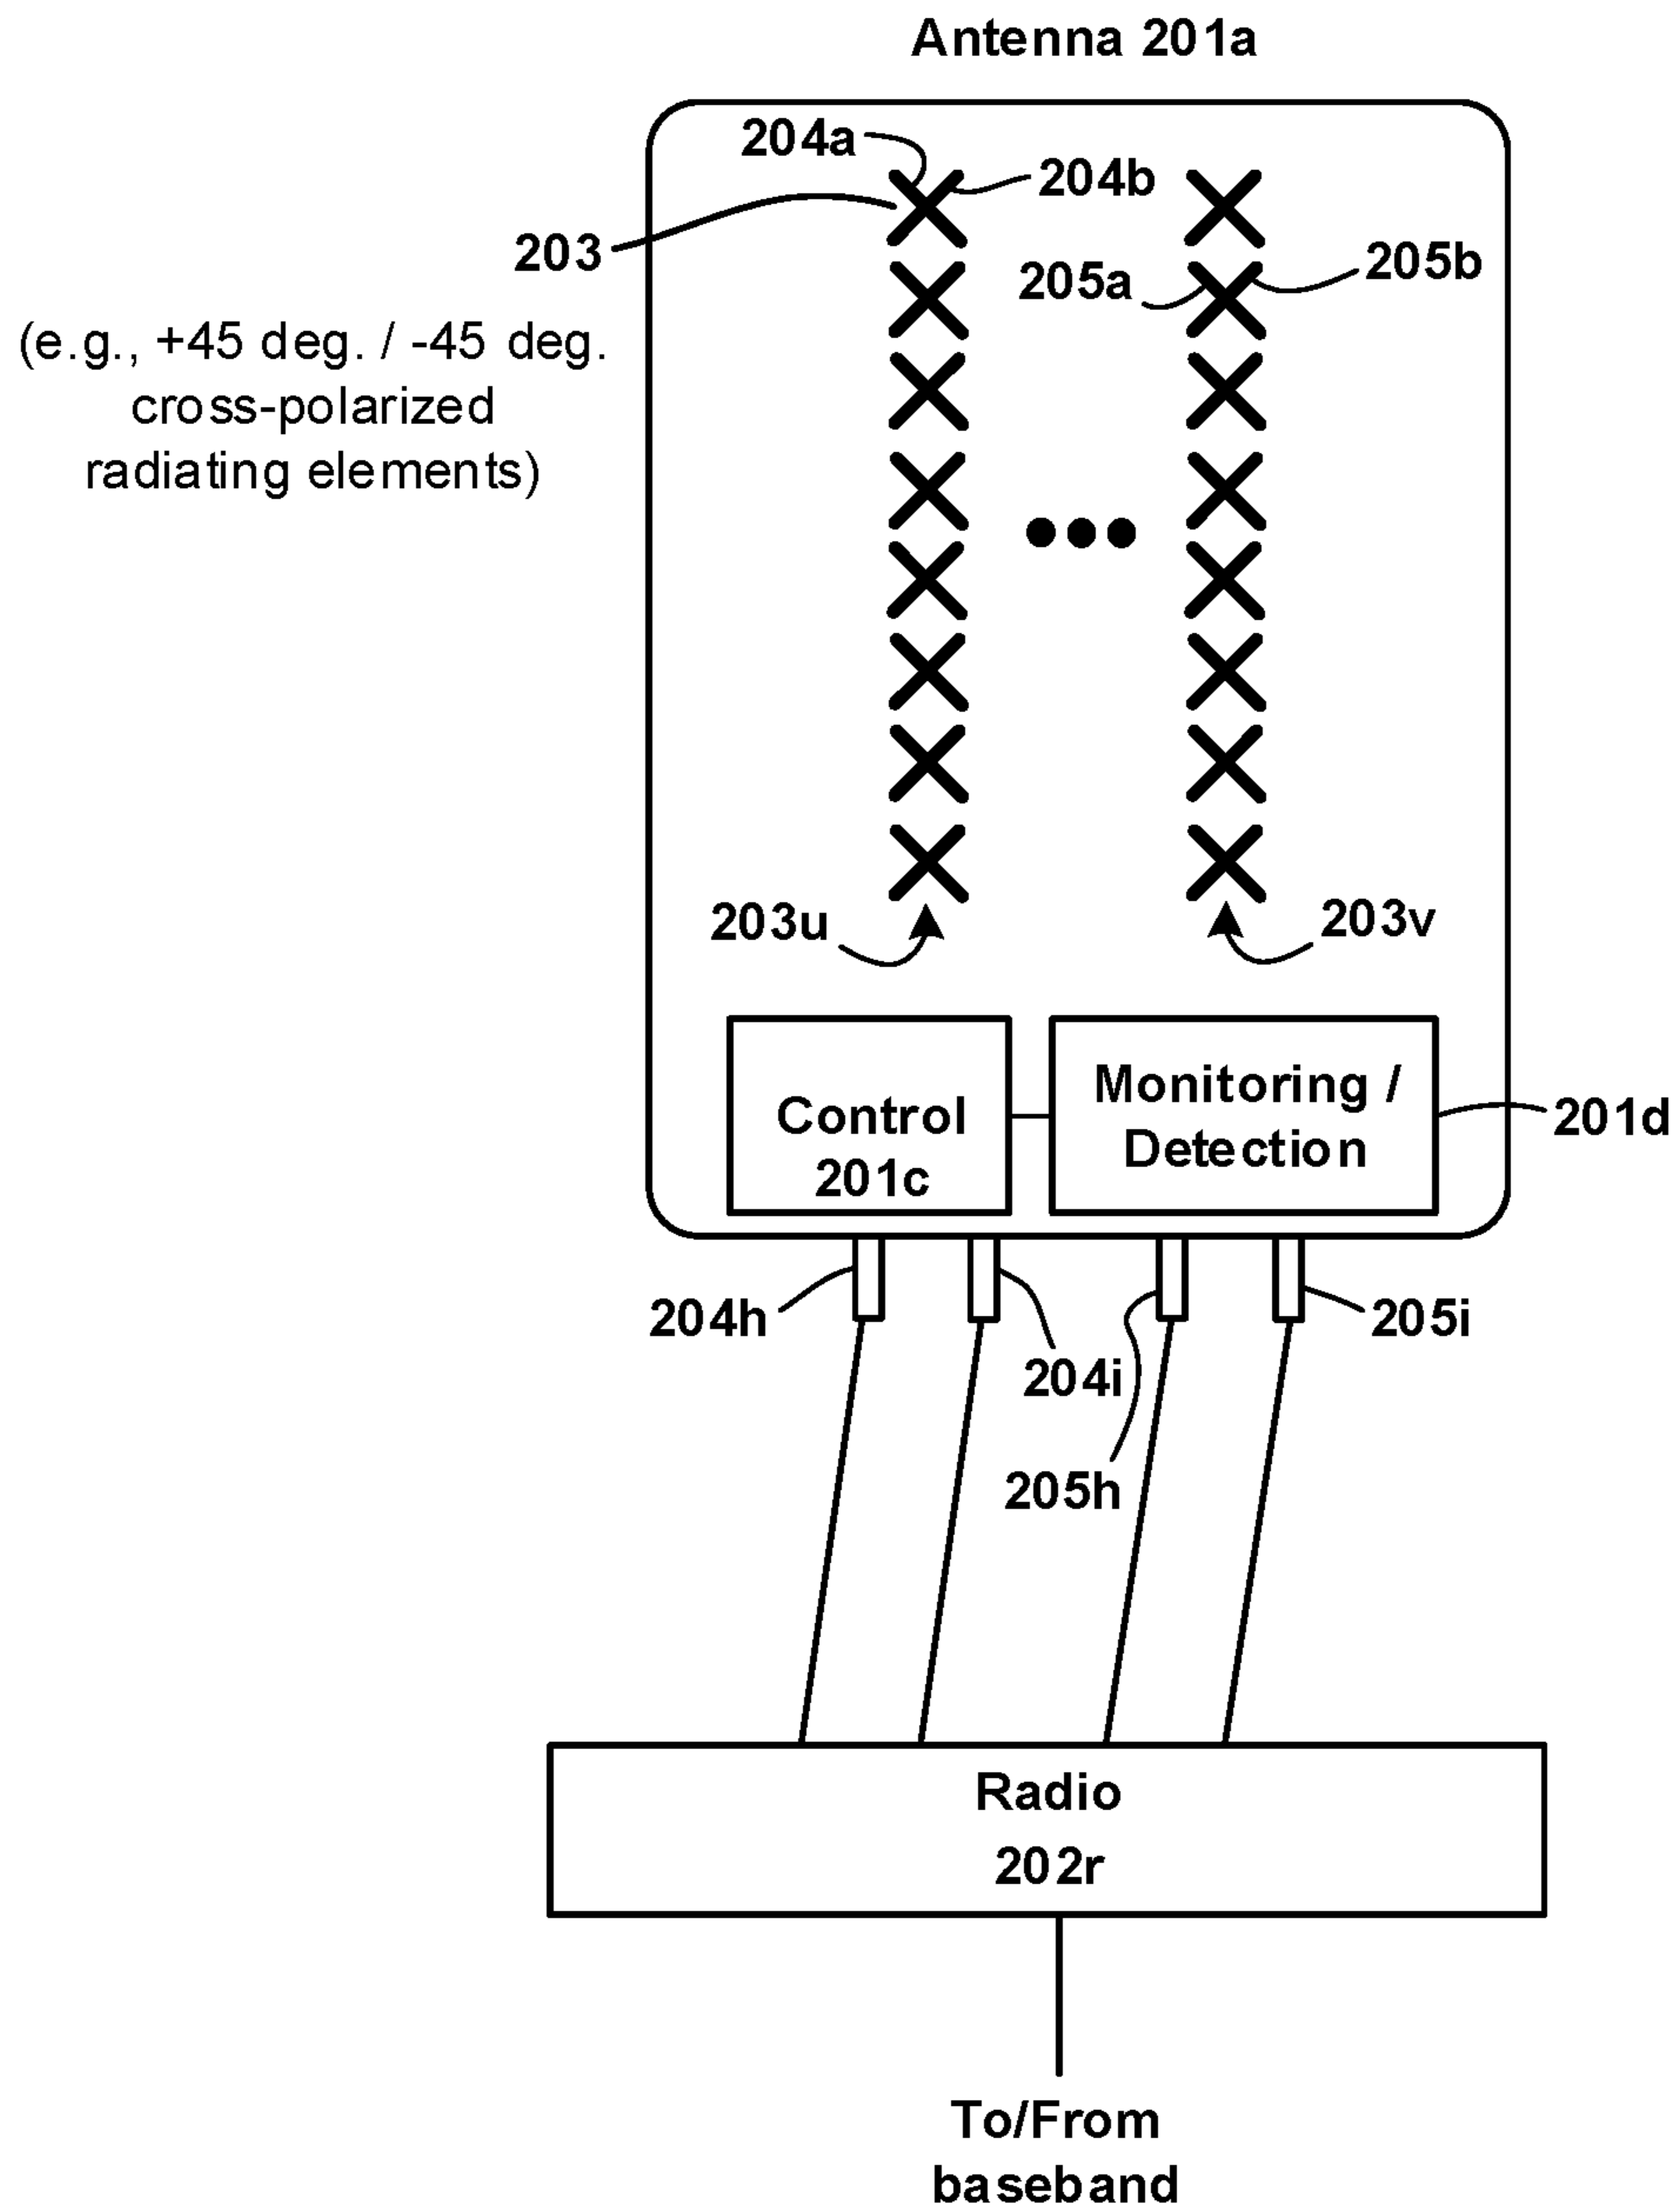 Antenna 201a
204a
204b
203
205a
205b
(e.g., +45 deg. / -45 deg.
cross-polarized
radiating elements)
203u
203v
Control
201c
Monitoring /
Detection
201d
204h
204i
205h
205i
Radio
202r
To/From
baseband